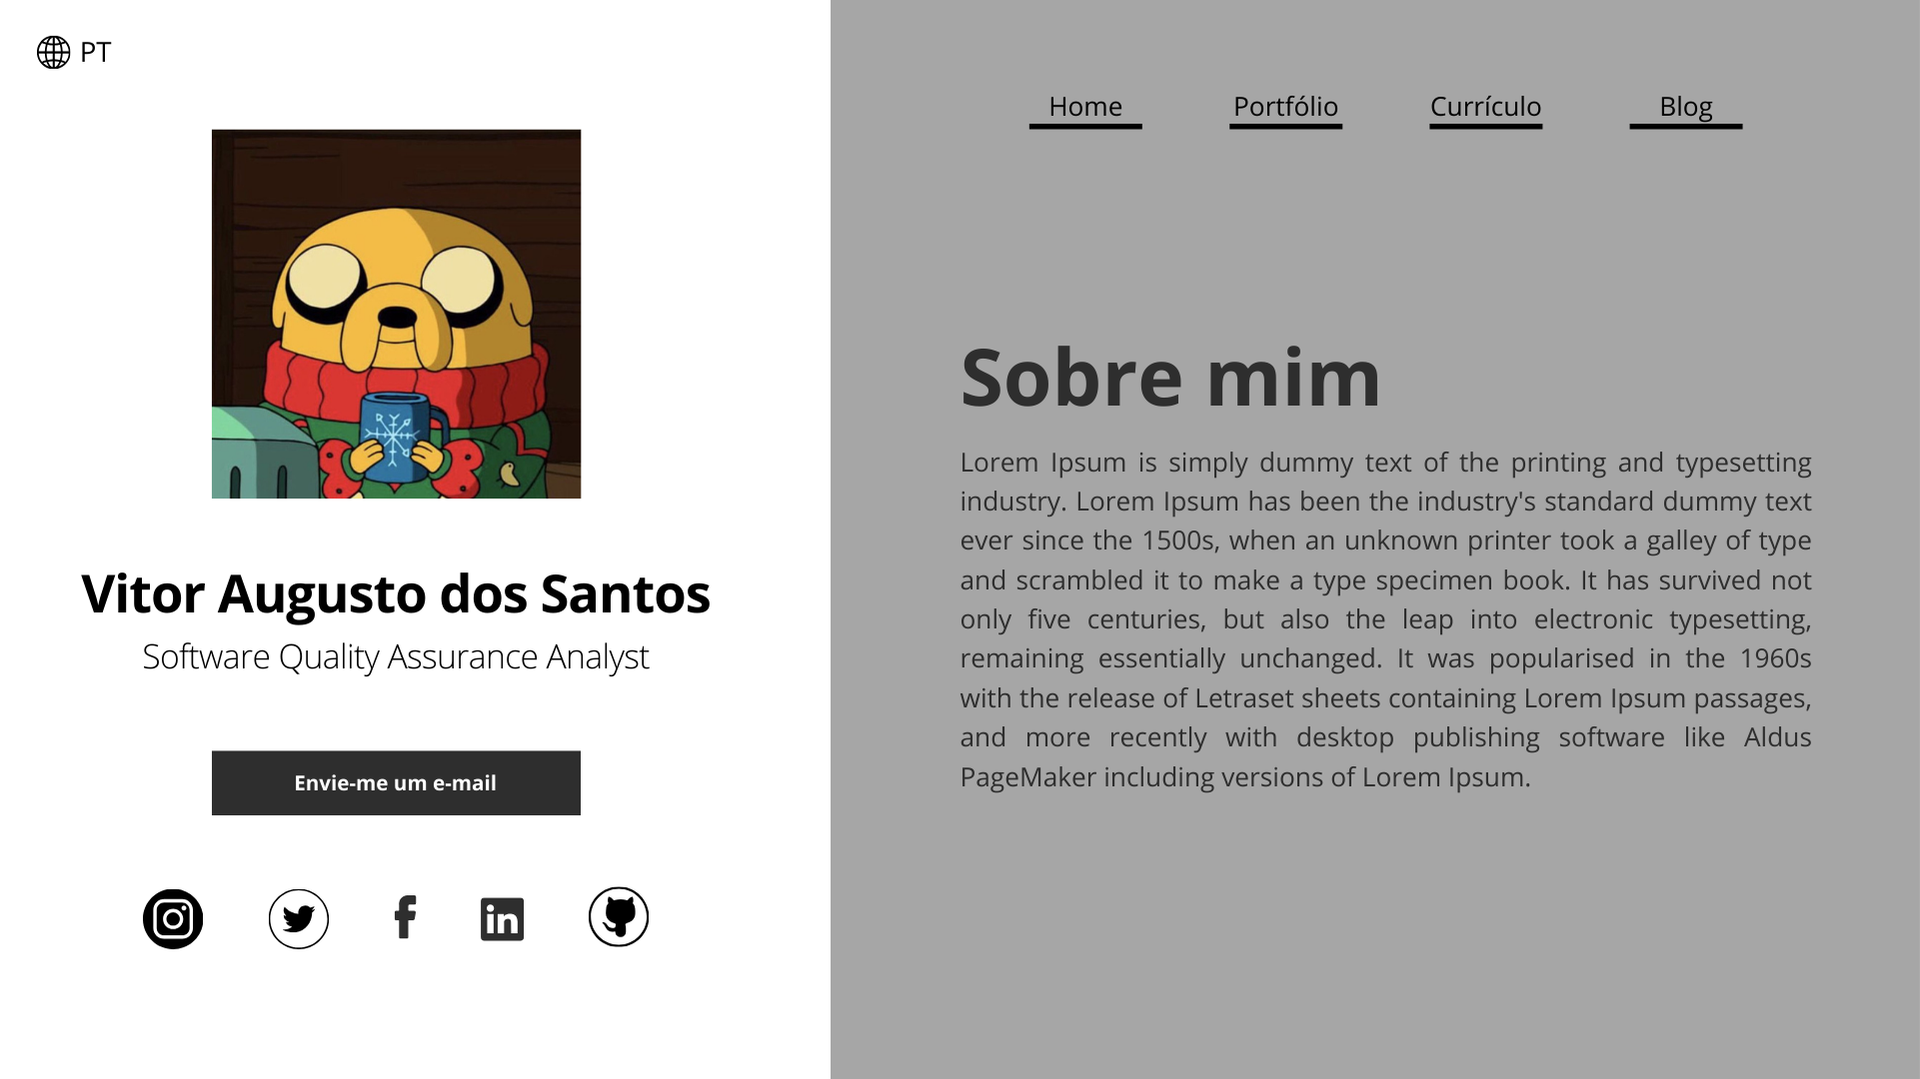 PT
Vitor Augusto dos Santos
Software Quality Assurance Analyst
Envie-me um e-mail
in
Home
Portfólio
Currículo
Blog
Sobre mim
Lorem Ipsum is simply dummy text of the printing and typesetting
industry. Lorem Ipsum has been the industry's standard dummy text
ever since the 1500s, when an unknown printer took a galley of type
and scrambled it to make a type specimen book. It has survived not
only five centuries, but also the leap into electronic typesetting,
remaining essentially unchanged. It was popularised in the 1960s
with the release of Letraset sheets containing Lorem Ipsum passages,
and more recently with desktop publishing software like Aldus
PageMaker including versions of Lorem Ipsum.